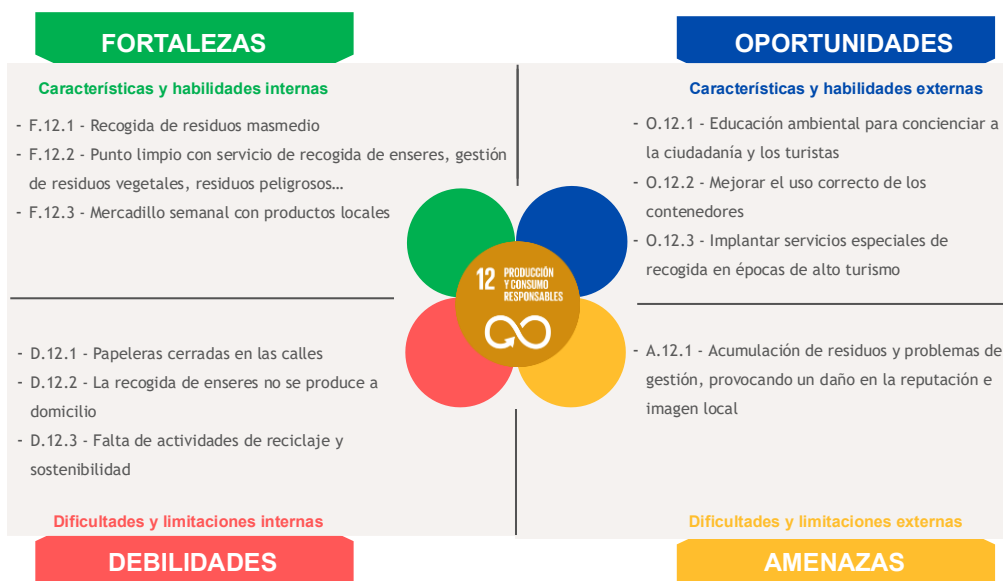 FORTALEZAS
Características y habilidades internas
- F.12.1 - Recogida de residuos masmedio
- F.12.2 - Punto limpio con servicio de recogida de enseres, gestión
de residuos vegetales, residuos peligrosos…
- F.12.3 - Mercadillo semanal con productos locales
OPORTUNIDADES
Características y habilidades externas
- O.12.1 - Educación ambiental para concienciar a
la ciudadanía y los turistas
- O.12.2 - Mejorar el uso correcto de los
contenedores
- O.12.3 - Implantar servicios especiales de
recogida en épocas de alto turismo
12 PRODUCCIÓN
Y CONSUMO
RESPONSABLES
- D.12.1 - Papeleras cerradas en las calles
- D.12.2 - La recogida de enseres no se produce a
domicilio
- D.12.3 - Falta de actividades de reciclaje y
sostenibilidad
Dificultades y limitaciones internas
DEBILIDADES
- A.12.1 - Acumulación de residuos y problemas de
gestión, provocando un daño en la reputación e
imagen local
Dificultades y limitaciones externas
AMENAZAS